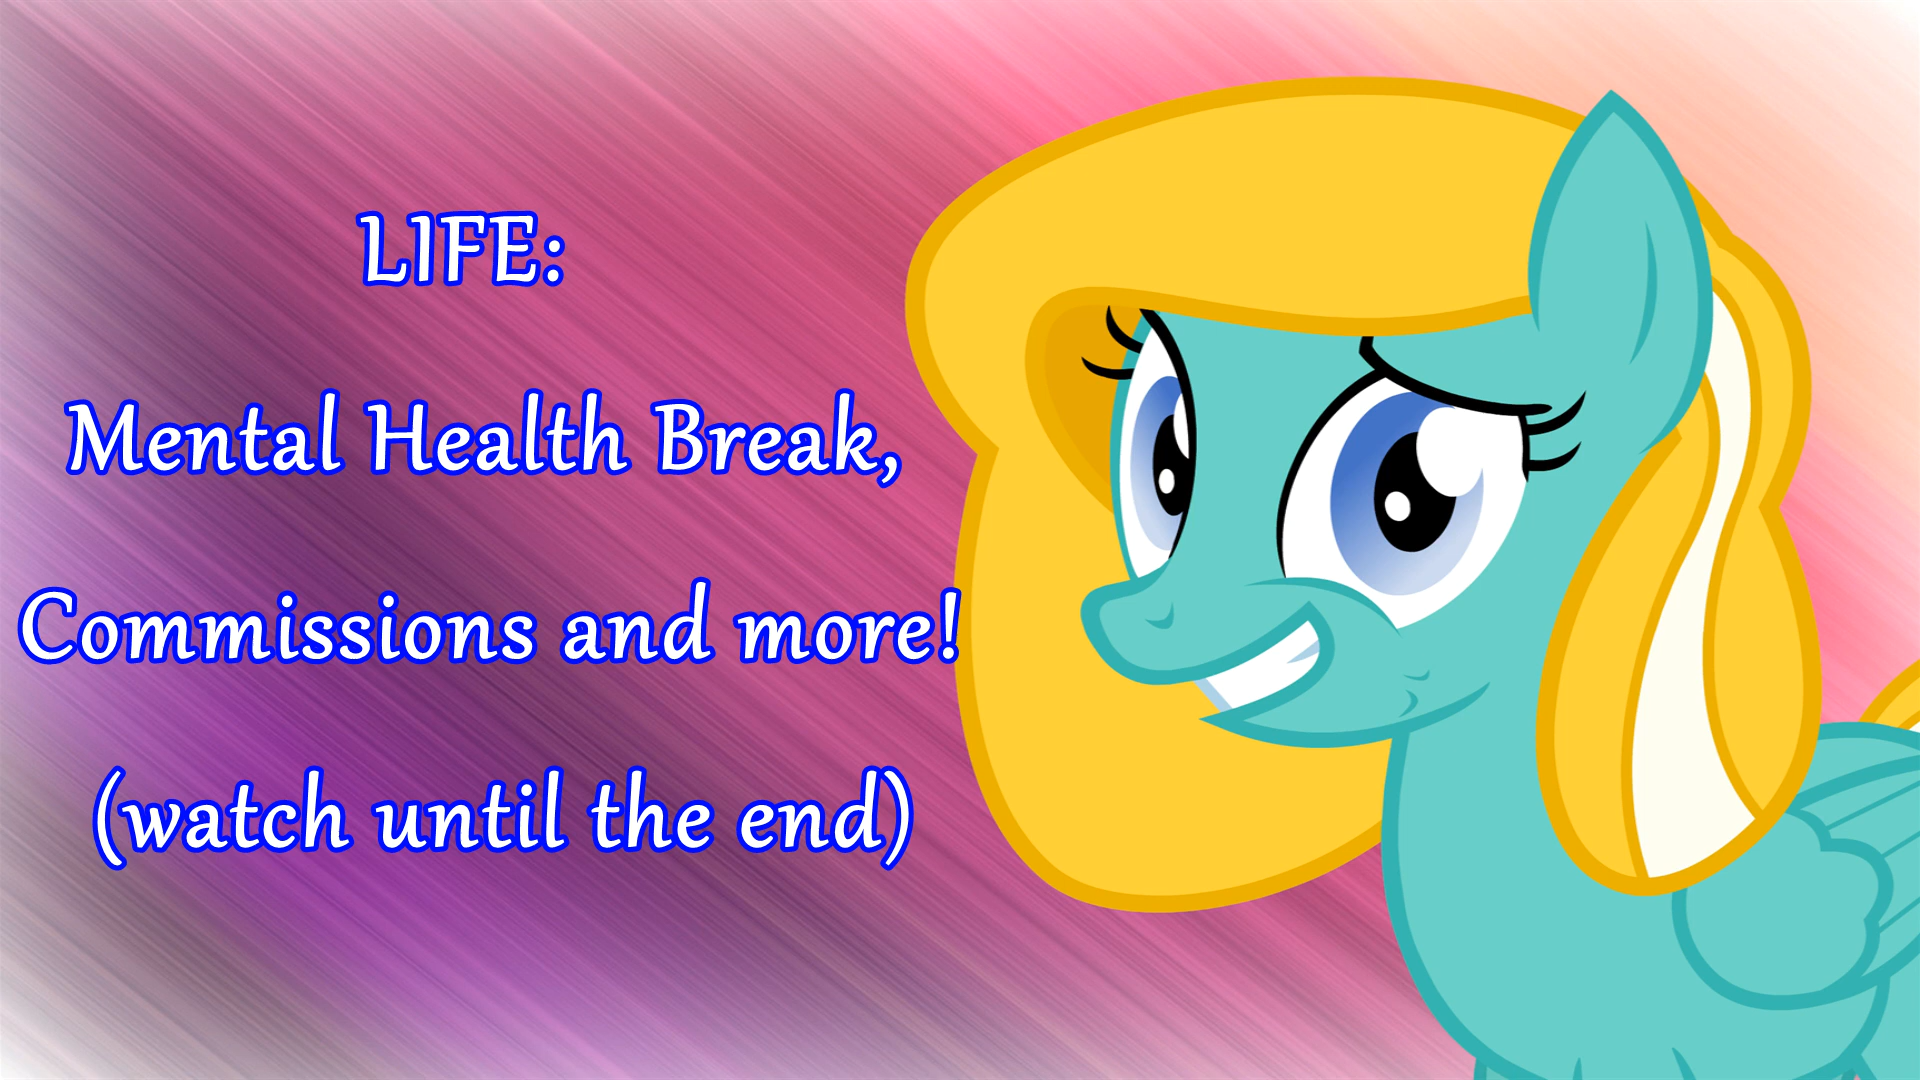 LIFE:
Mental Health Break,
Commissions and more!
(watch until the end)